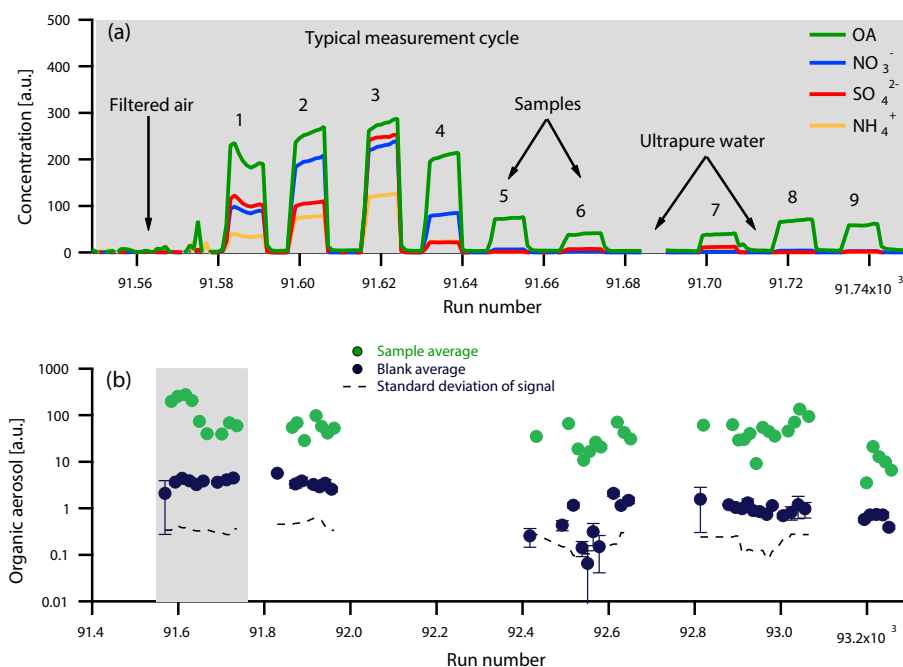 (a)
Typical measurement cycle
OA
NO₃⁻
SO₄²⁻
NH₄⁺
Filtered air
Samples
Ultrapure water
1
2
3
4
5
6
7
8
9
Concentration [a.u.]
500
400
300
200
100
0
91.56
91.58
91.60
91.62
91.64
91.66
91.68
91.70
91.72
91.74x10³
Run number
(b)
Sample average
Blank average
Standard deviation of signal
Organic aerosol [a.u.]
1000
100
10
1
0.1
0.01
91.4
91.6
91.8
92.0
92.2
92.4
92.6
92.8
93.0
93.2x10³
Run number